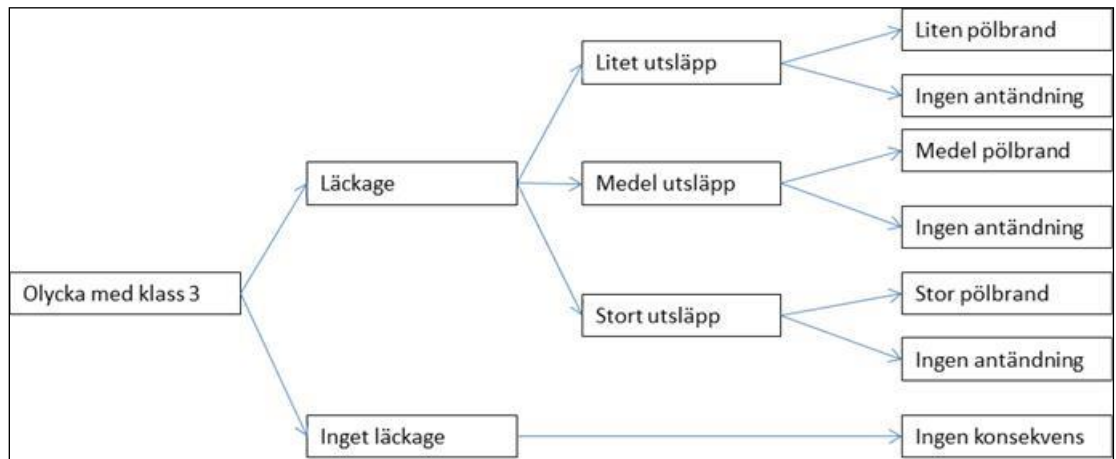 Olycka med klass 3
Läckage
Inget läckage
Litet utsläpp
Medel utsläpp
Stort utsläpp
Liten pölbrand
Ingen antändning
Medel pölbrand
Ingen antändning
Stor pölbrand
Ingen antändning
Ingen konsekvens